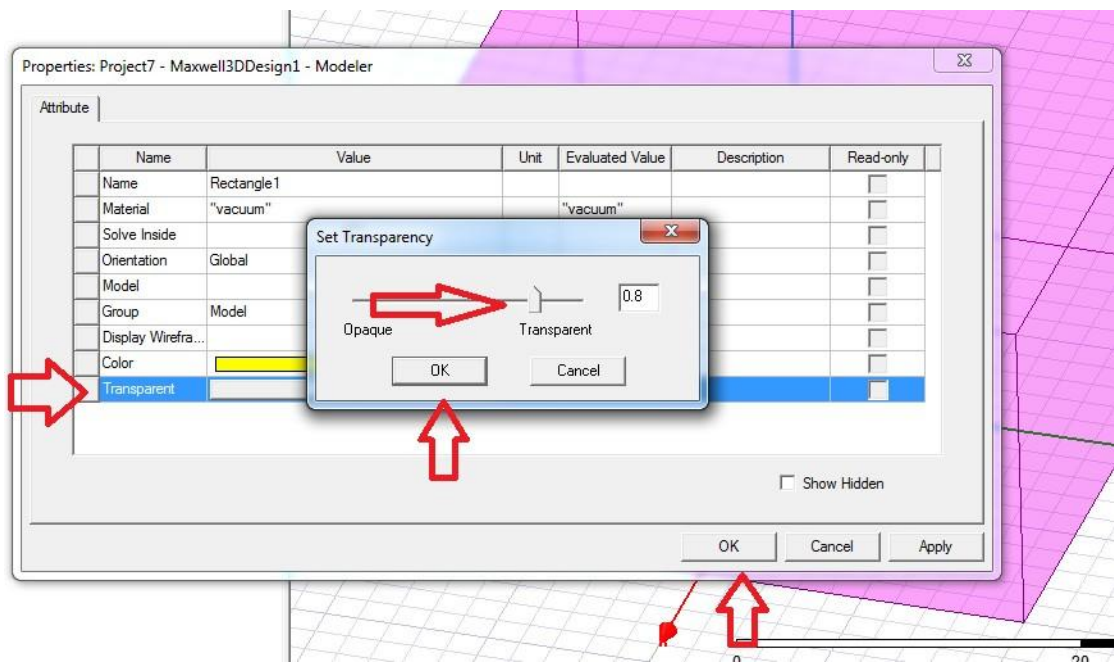 Properties: Project7 - Maxwell3DDesign1 - Modeler
Attribute
Name Value Unit Evaluated Value Description Read-only
Name Rectangle1
Material "vacuum" "vacuum"
Solve Inside
Orientation Global
Model
Group Model
Display Wirefra...
Color
Transparent
Set Transparency
0.8
Opaque Transparent
OK Cancel
Show Hidden
OK Cancel Apply
0 20